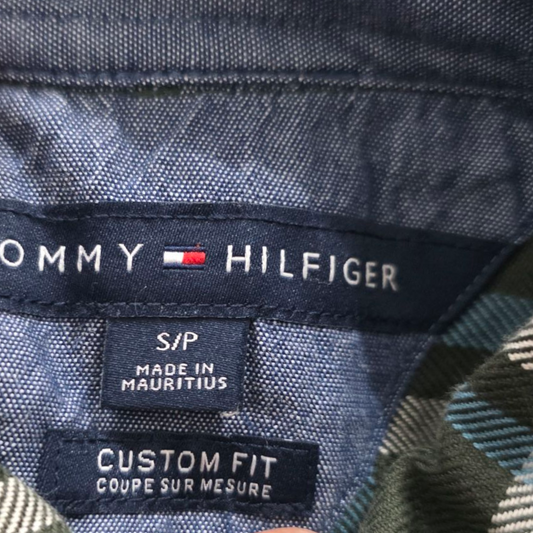 OMMY HILFIGER
S/P
MADE IN
MAURITIUS
CUSTOM FIT
COUPE SUR MESURE